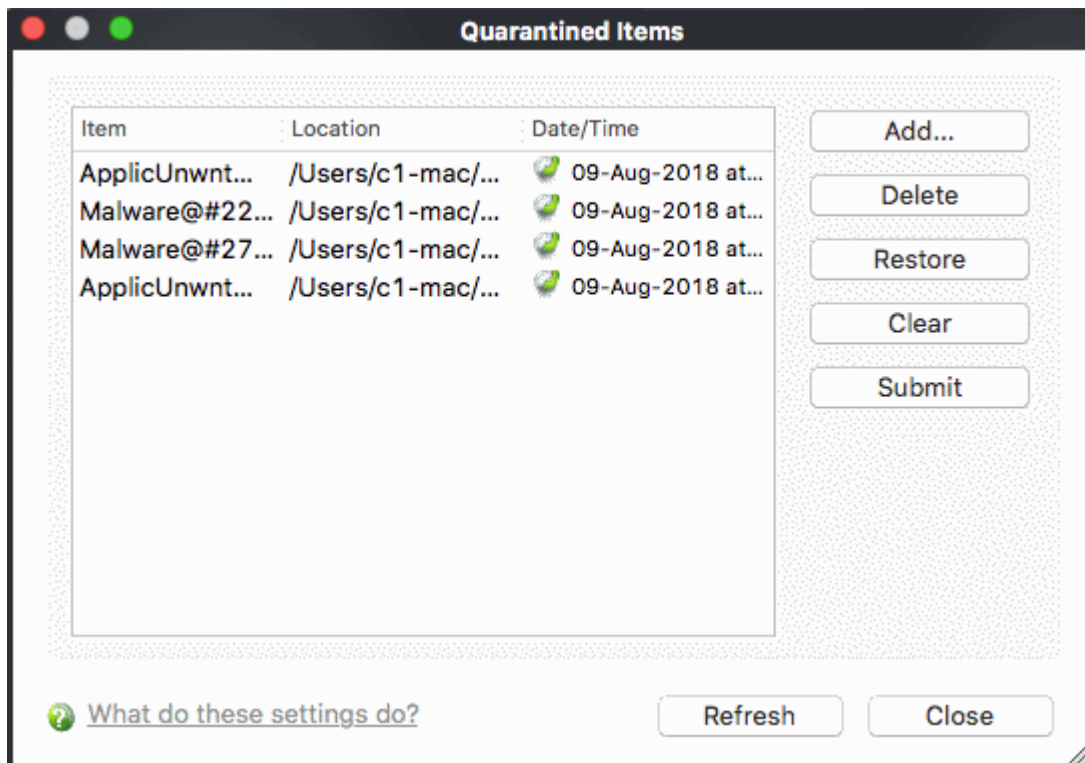 Quarantined Items
Item Location Date/Time
ApplicUnwnt... /Users/c1-mac/... 09-Aug-2018 at...
Malware@#22... /Users/c1-mac/... 09-Aug-2018 at...
Malware@#27... /Users/c1-mac/... 09-Aug-2018 at...
ApplicUnwnt... /Users/c1-mac/... 09-Aug-2018 at...
Add...
Delete
Restore
Clear
Submit
What do these settings do?
Refresh
Close